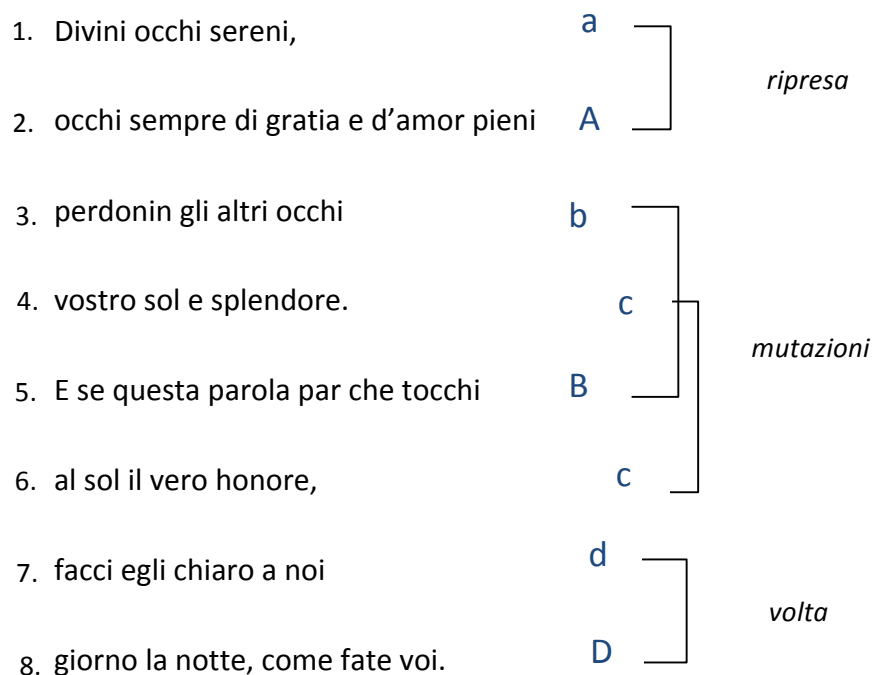 1. Divini occhi sereni, a
ripresa
2. occhi sempre di gratia e d’amor pieni A
3. perdonin gli altri occhi b
4. vostro sol e splendore. c
mutazioni
5. E se questa parola par che tocchi B
6. al sol il vero honore, c
7. facci egli chiaro a noi d
volta
8. giorno la notte, come fate voi. D